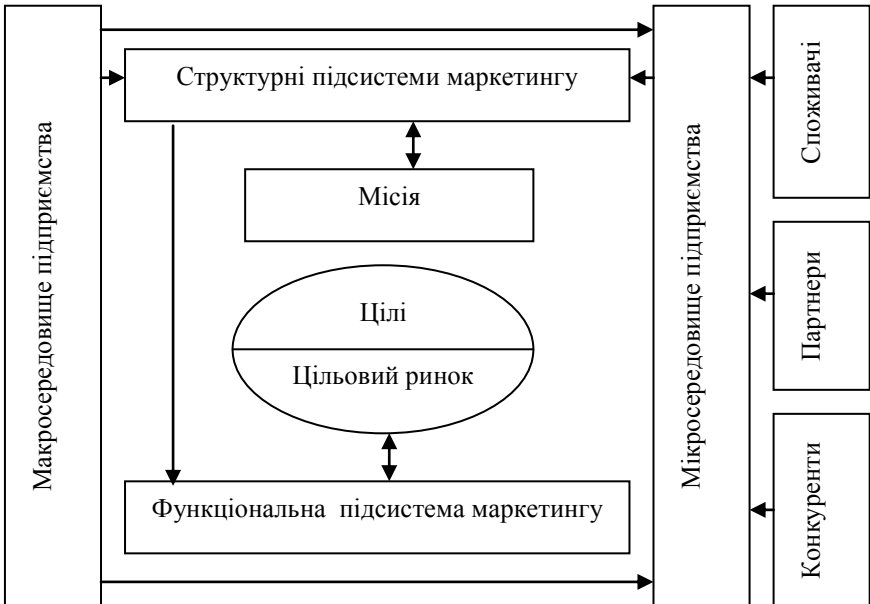 Макросередовище підприємства
Структурні підсистеми маркетингу
Місія
Цілі
Цільовий ринок
Функціональна підсистема маркетингу
Мікросередовище підприємства
Споживачі
Партнери
Конкуренти